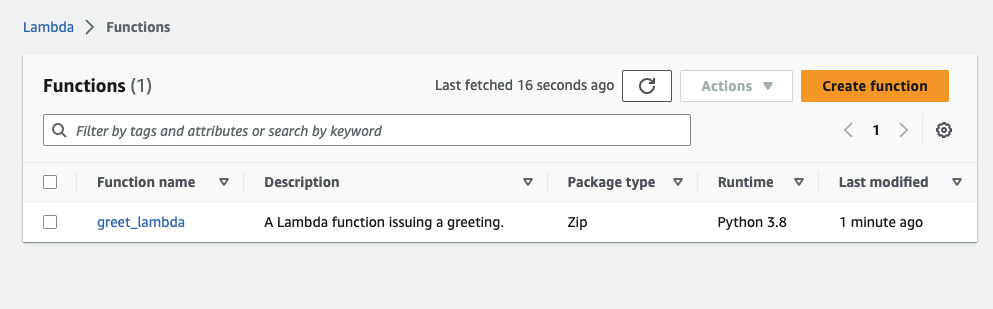 Lambda > Functions
Functions (1)
Last fetched 16 seconds ago
Actions
Create function
Filter by tags and attributes or search by keyword
1
Function name Description Package type Runtime Last modified
greet_lambda A Lambda function issuing a greeting. Zip Python 3.8 1 minute ago